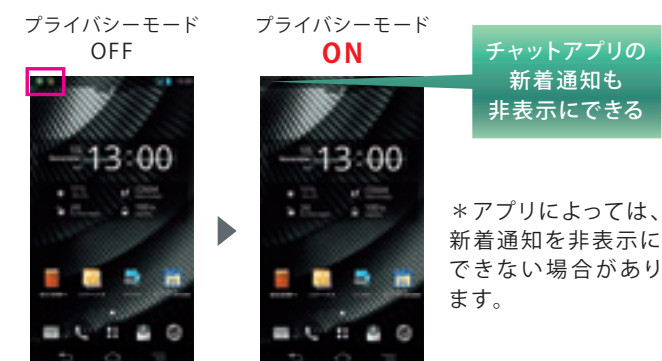 プライバシーモード
OFF
プライバシーモード
ON
チャットアプリの
新着通知も
非表示にできる
13:00
13:00
＊アプリによっては、
新着通知を非表示に
できない場合があり
ます。